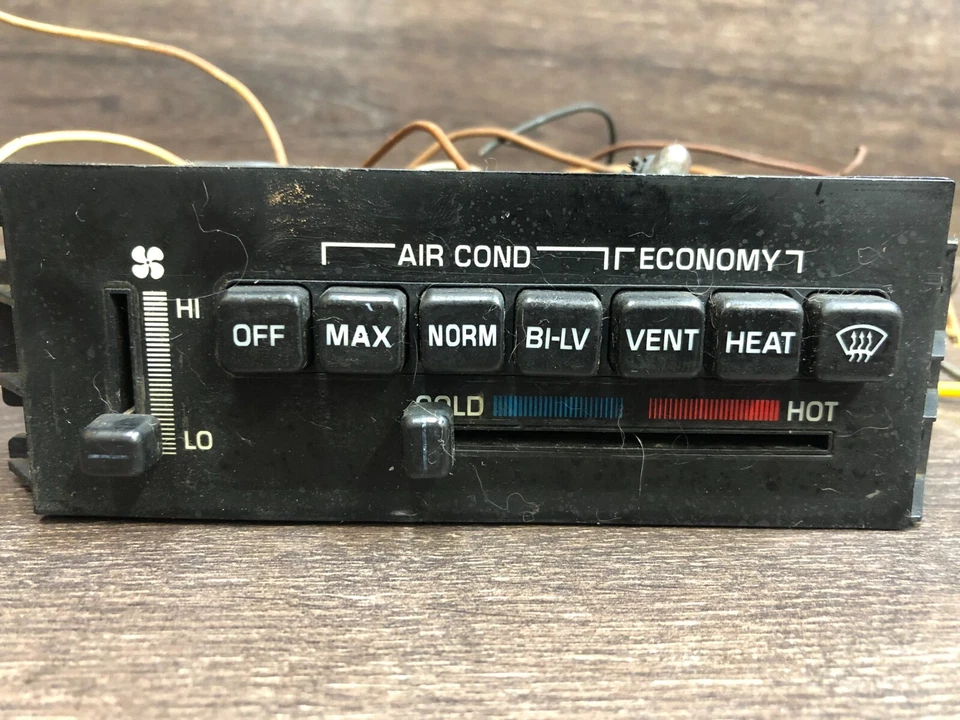 AIR COND ECONOMY
HI
OFF MAX NORM BI-LV VENT HEAT
COLD HOT
LO